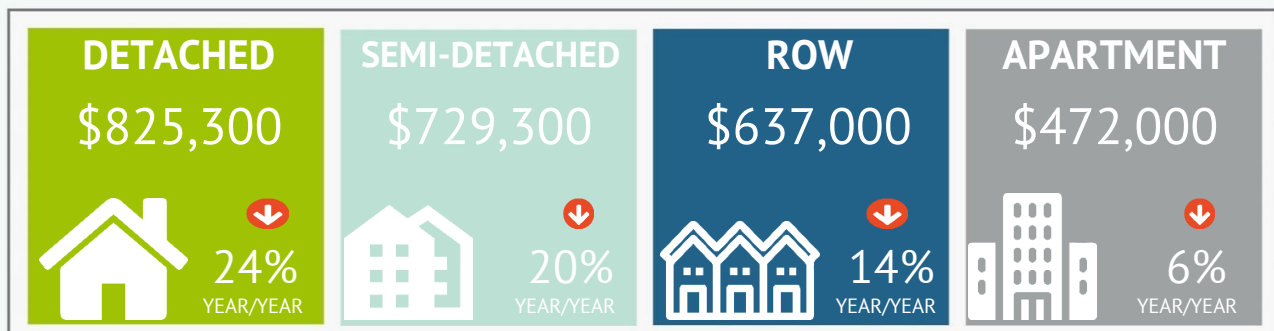 DETACHED
$825,300
24%
YEAR/YEAR
SEMI-DETACHED
$729,300
20%
YEAR/YEAR
ROW
$637,000
14%
YEAR/YEAR
APARTMENT
$472,000
6%
YEAR/YEAR